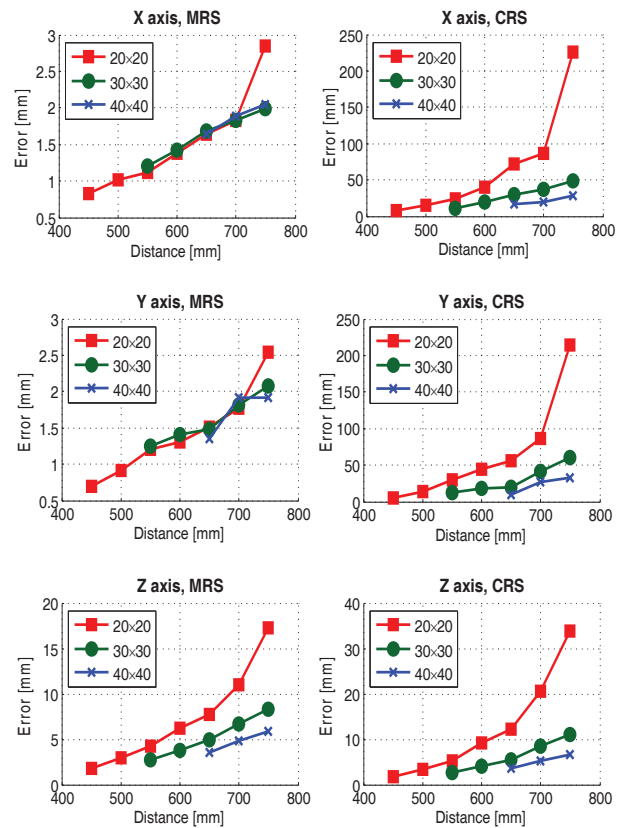 X axis, MRS
3
2.5
2
1.5
1
0.5
400 500 600 700 800
Error [mm]
Distance [mm]
20×20
30×30
40×40
X axis, CRS
250
200
150
100
50
0
400 500 600 700 800
Error [mm]
Distance [mm]
20×20
30×30
40×40
Y axis, MRS
3
2.5
2
1.5
1
0.5
400 500 600 700 800
Error [mm]
Distance [mm]
20×20
30×30
40×40
Y axis, CRS
250
200
150
100
50
0
400 500 600 700 800
Error [mm]
Distance [mm]
20×20
30×30
40×40
Z axis, MRS
20
15
10
5
0
400 500 600 700 800
Error [mm]
Distance [mm]
20×20
30×30
40×40
Z axis, CRS
40
30
20
10
0
400 500 600 700 800
Error [mm]
Distance [mm]
20×20
30×30
40×40